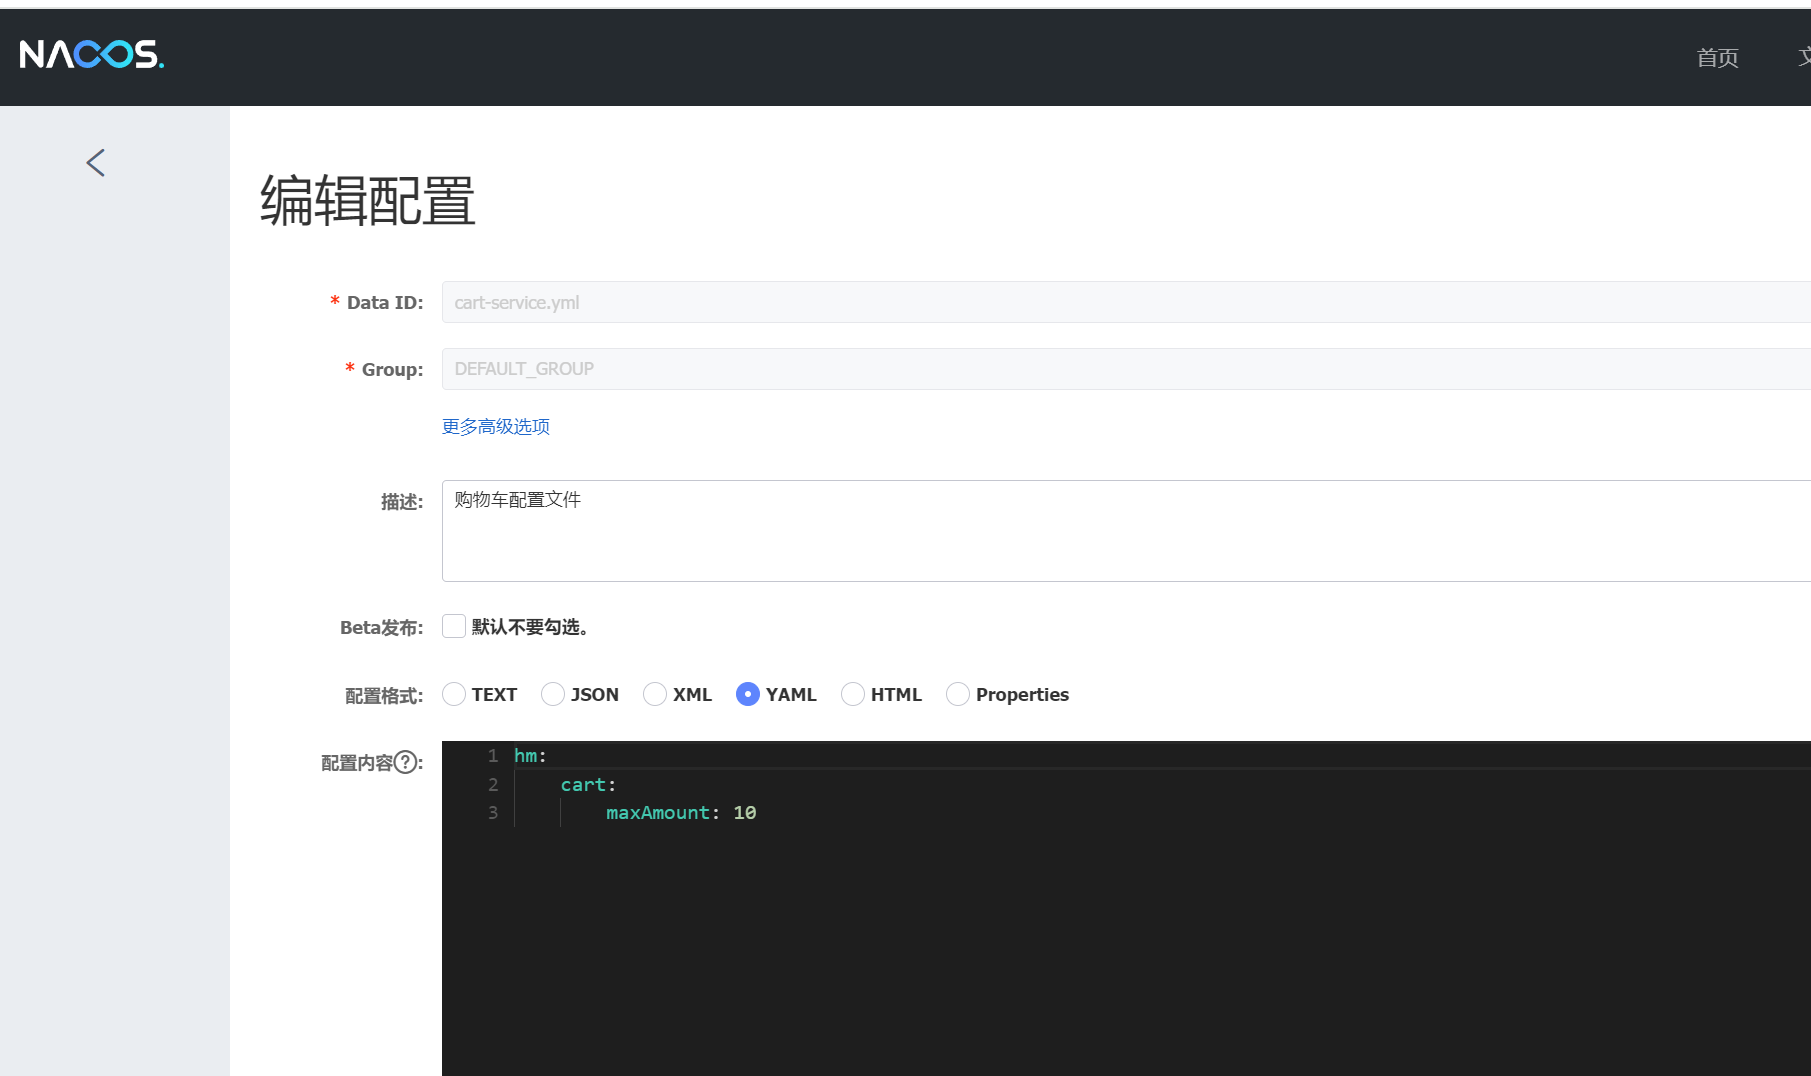 NACOS.
首页
编辑配置
* Data ID: cart-service.yml
* Group: DEFAULT_GROUP
更多高级选项
描述: 购物车配置文件
Beta发布: 默认不要勾选。
配置格式: TEXT JSON XML YAML HTML Properties
配置内容?:
1 hm:
2 cart:
3 maxAmount: 10